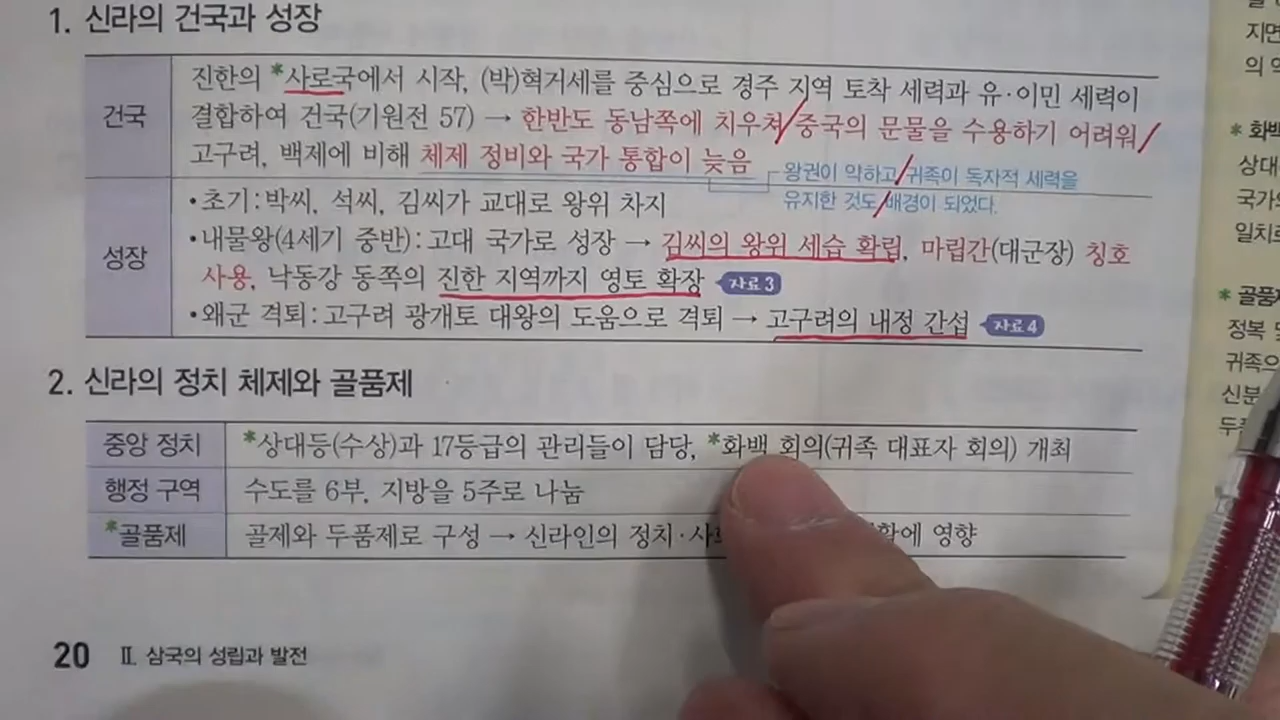 1. 신라의 건국과 성장
건국
진한의 *사로국에서 시작, (박)혁거세를 중심으로 경주 지역 토착 세력과 유·이민 세력이
결합하여 건국(기원전 57) → 한반도 동남쪽에 치우쳐 중국의 문물을 수용하기 어려워
고구려, 백제에 비해 체제 정비와 국가 통합이 늦음
왕권이 약하고 귀족이 독자적 세력을
유지한 것도 배경이 되었다.
성장
•초기: 박씨, 석씨, 김씨가 교대로 왕위 차지
•내물왕(4세기 중반): 고대 국가로 성장 → 김씨의 왕위 세습 확립, 마립간(대군장) 칭호
사용, 낙동강 동쪽의 진한 지역까지 영토 확장 자료3
•왜군 격퇴: 고구려 광개토 대왕의 도움으로 격퇴 → 고구려의 내정 간섭 자료4
2. 신라의 정치 체제와 골품제
중앙 정치
*상대등(수상)과 17등급의 관리들이 담당, *화백 회의(귀족 대표자 회의) 개최
행정 구역
수도를 6부, 지방을 5주로 나눔
*골품제
골제와 두품제로 구성 → 신라인의 정치·사 에 영향
20 Ⅱ. 삼국의 성립과 발전
지면
의 역
*화백
상대
국가
일치
*골품
정복
귀족으
신분